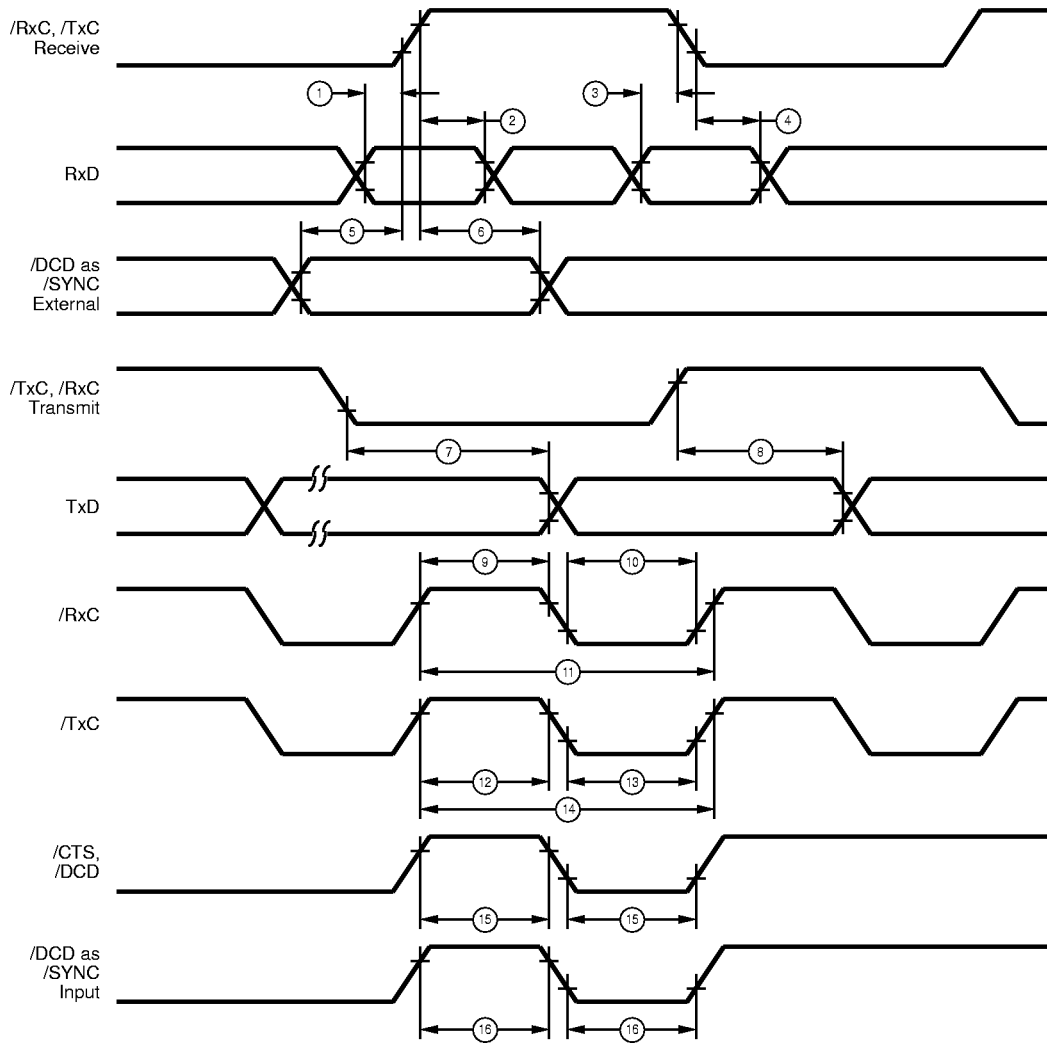 /RxC, /TxC
Receive
1
3
2
4
RxD
5
6
/DCD as
/SYNC
External
/TxC, /RxC
Transmit
7
8
TxD
9
10
/RxC
11
/TxC
12
13
14
/CTS,
/DCD
15
15
/DCD as
/SYNC
Input
16
16